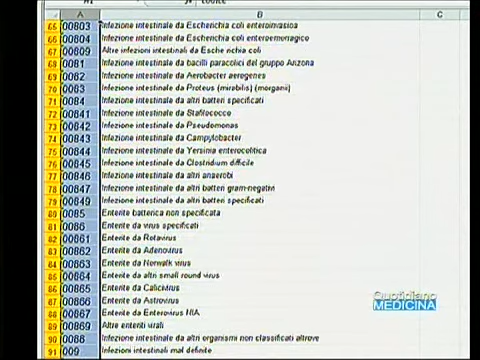 A B C
65 00803 Infezione intestinale da Escherichia coli enteroinvasiva
66 00804 Infezione intestinale da Escherichia coli enteroemorragico
67 00809 Altre infezioni intestinali da Esche richia coli
68 0081 Infezione intestinale da bacilli paracolici del gruppo Arizona
69 0082 Infezione intestinale da Aerobacter aerogenes
70 0083 Infezione intestinale da Proteus (mirabilis) (morganii)
71 0084 Infezione intestinale da altri batteri specificati
72 00841 Infezione intestinale da Stafilococco
73 00842 Infezione intestinale da Pseudomonas
74 00843 Infezione intestinale da Campylobacter
75 00844 Infezione intestinale da Yersinia enterocolitica
76 00845 Infezione intestinale da Clostridium difficile
77 00846 Infezione intestinale da altri anaerobi
78 00847 Infezione intestinale da altri batteri gram-negativi
79 00849 Infezione intestinale da altri batteri specificati
80 0085 Enterite batterica non specificata
81 0086 Enterite da virus specificati
82 00861 Enterite da Rotavirus
83 00862 Enterite da Adenovirus
84 00863 Enterite da Norwalk virus
85 00864 Enterite da altri small round virus
86 00865 Enterite da Calicivirus
87 00866 Enterite da Astrovirus
88 00867 Enterite da Enterovirus NIA
89 00869 Altre enteriti virali
90 0088 Infezione intestinale da altri organismi non classificati altrove
91 009 Infezioni intestinali mal definite
Quotidiano
MEDICINA